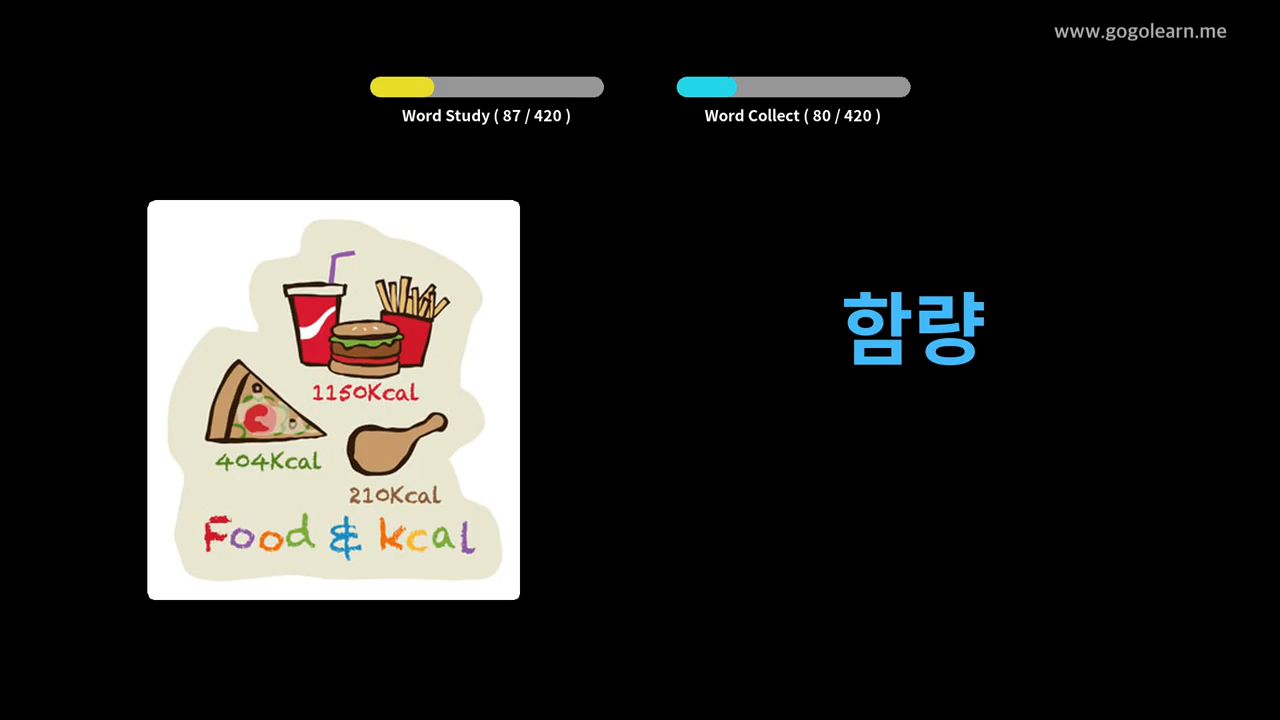 www.gogolearn.me
Word Study ( 87 / 420 )
Word Collect ( 80 / 420 )
함량
1150Kcal
404Kcal
210Kcal
Food & kcal